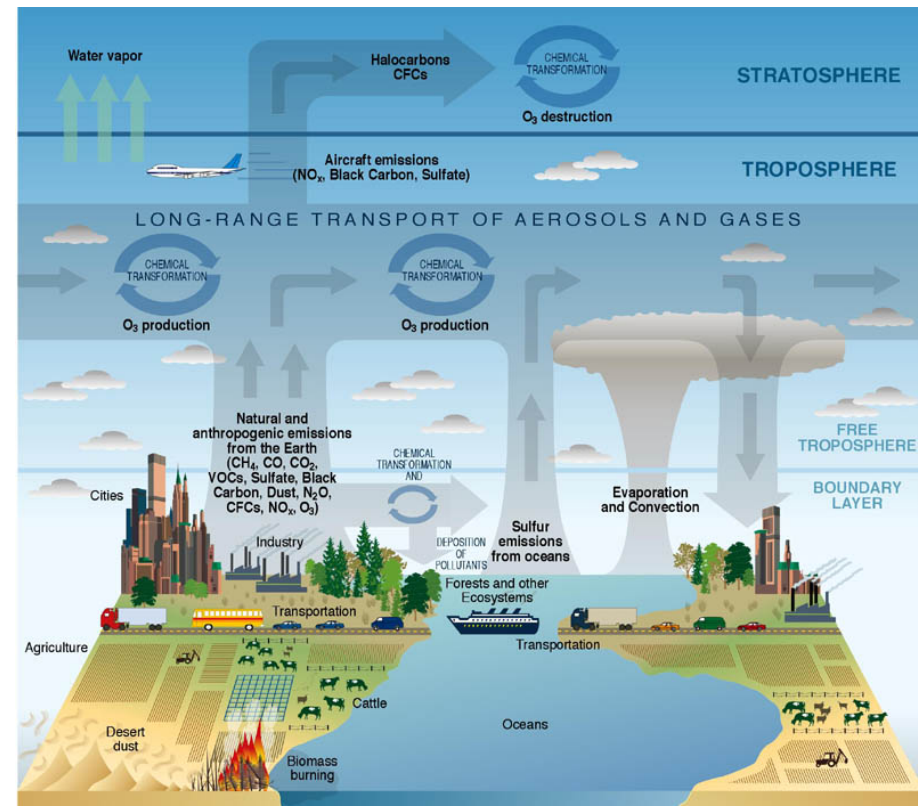 Water vapor
Halocarbons
CFCs
CHEMICAL
TRANSFORMATION
O₃ destruction
STRATOSPHERE
Aircraft emissions
(NOₓ, Black Carbon, Sulfate)
TROPOSPHERE
LONG-RANGE TRANSPORT OF AEROSOLS AND GASES
CHEMICAL
TRANSFORMATION
O₃ production
CHEMICAL
TRANSFORMATION
O₃ production
Natural and
anthropogenic emissions
from the Earth
(CH₄, CO, CO₂,
VOCs, Sulfate, Black
Carbon, Dust, N₂O,
CFCs, NOₓ, O₃)
FREE
TROPOSPHERE
CHEMICAL
TRANSFORMATION
AND
DEPOSITION
OF
POLLUTANTS
BOUNDARY
LAYER
Cities
Industry
Sulfur
emissions
from oceans
Evaporation
and Convection
Forests and other
Ecosystems
Transportation
Transportation
Agriculture
Cattle
Oceans
Desert
dust
Biomass
burning